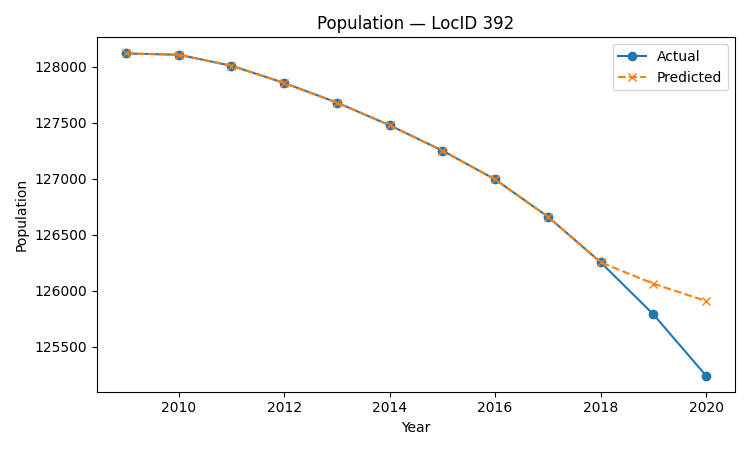 Population — LocID 392
Actual
Predicted
Population
128000
127500
127000
126500
126000
125500
2010 2012 2014 2016 2018 2020
Year